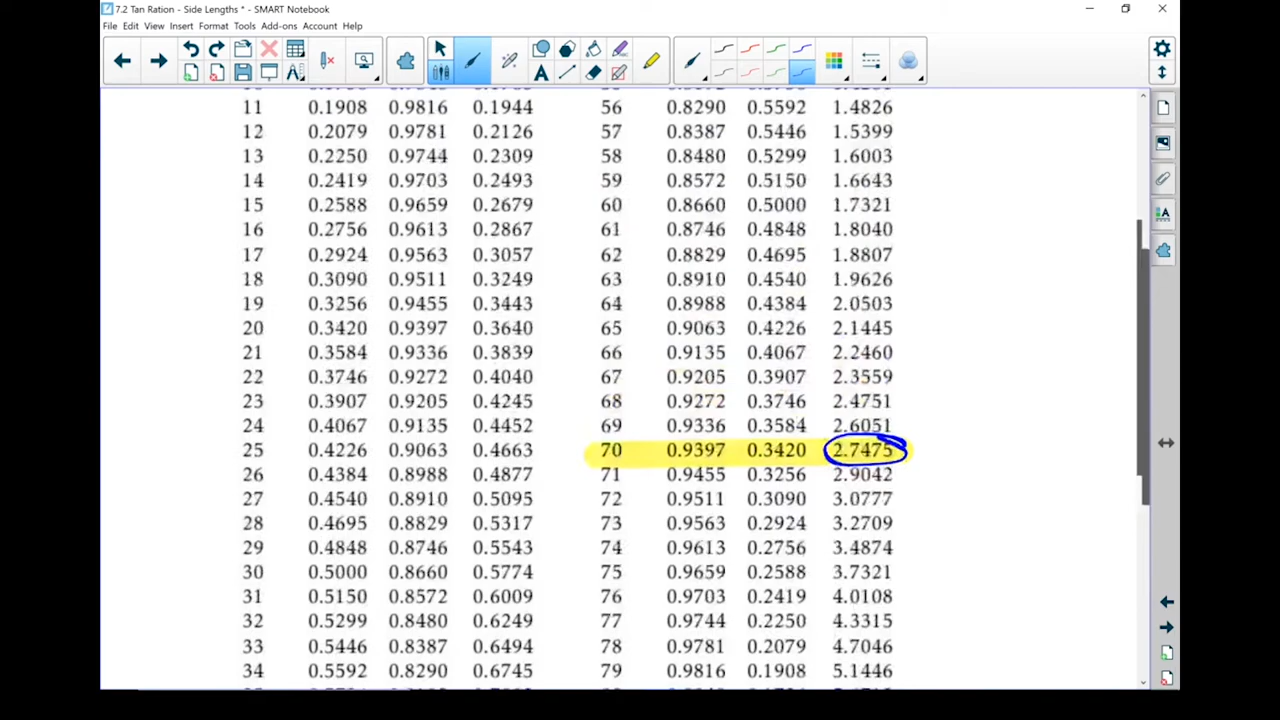 7.2 Tan Ration - Side Lengths * - SMART Notebook
File Edit View Insert Format Tools Add-ons Account Help
11 0.1908 0.9816 0.1944 56 0.8290 0.5592 1.4826
12 0.2079 0.9781 0.2126 57 0.8387 0.5446 1.5399
13 0.2250 0.9744 0.2309 58 0.8480 0.5299 1.6003
14 0.2419 0.9703 0.2493 59 0.8572 0.5150 1.6643
15 0.2588 0.9659 0.2679 60 0.8660 0.5000 1.7321
16 0.2756 0.9613 0.2867 61 0.8746 0.4848 1.8040
17 0.2924 0.9563 0.3057 62 0.8829 0.4695 1.8807
18 0.3090 0.9511 0.3249 63 0.8910 0.4540 1.9626
19 0.3256 0.9455 0.3443 64 0.8988 0.4384 2.0503
20 0.3420 0.9397 0.3640 65 0.9063 0.4226 2.1445
21 0.3584 0.9336 0.3839 66 0.9135 0.4067 2.2460
22 0.3746 0.9272 0.4040 67 0.9205 0.3907 2.3559
23 0.3907 0.9205 0.4245 68 0.9272 0.3746 2.4751
24 0.4067 0.9135 0.4452 69 0.9336 0.3584 2.6051
25 0.4226 0.9063 0.4663 70 0.9397 0.3420 2.7475
26 0.4384 0.8988 0.4877 71 0.9455 0.3256 2.9042
27 0.4540 0.8910 0.5095 72 0.9511 0.3090 3.0777
28 0.4695 0.8829 0.5317 73 0.9563 0.2924 3.2709
29 0.4848 0.8746 0.5543 74 0.9613 0.2756 3.4874
30 0.5000 0.8660 0.5774 75 0.9659 0.2588 3.7321
31 0.5150 0.8572 0.6009 76 0.9703 0.2419 4.0108
32 0.5299 0.8480 0.6249 77 0.9744 0.2250 4.3315
33 0.5446 0.8387 0.6494 78 0.9781 0.2079 4.7046
34 0.5592 0.8290 0.6745 79 0.9816 0.1908 5.1446